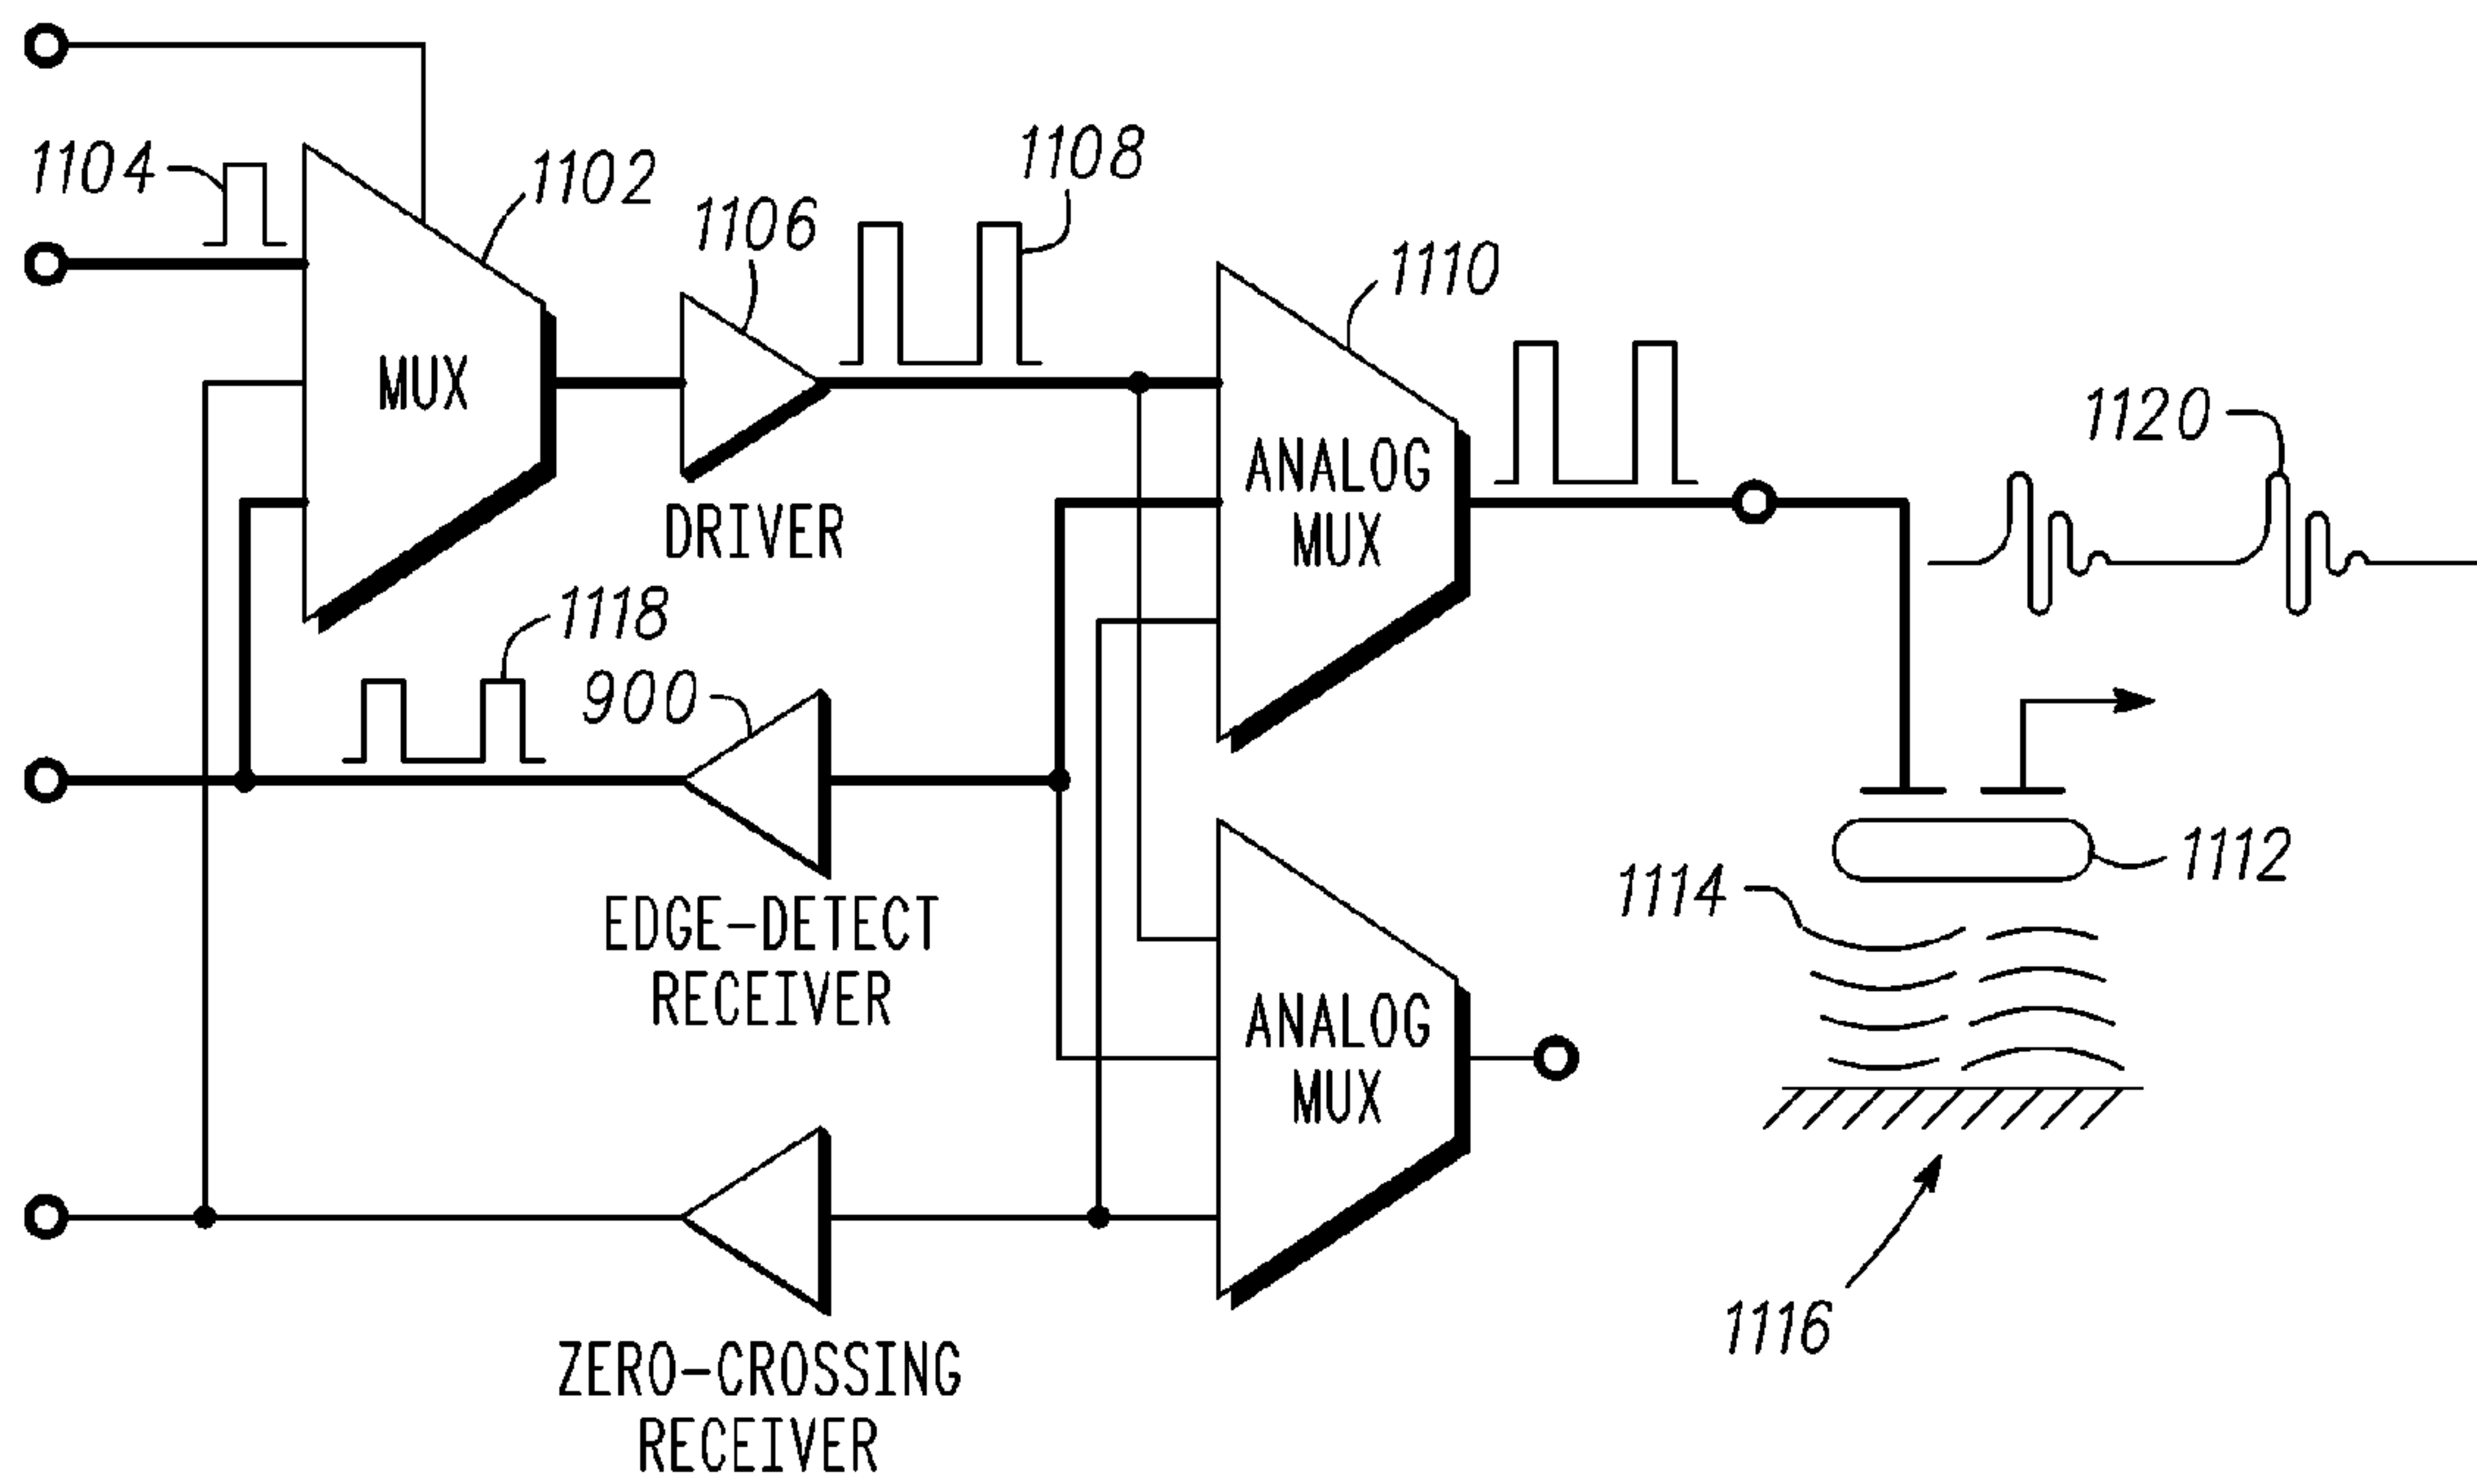 1104
1102
1106
1108
1110
1120
MUX
DRIVER
ANALOG
MUX
1118
900
EDGE-DETECT
RECEIVER
1114
1112
ANALOG
MUX
1116
ZERO-CROSSING
RECEIVER